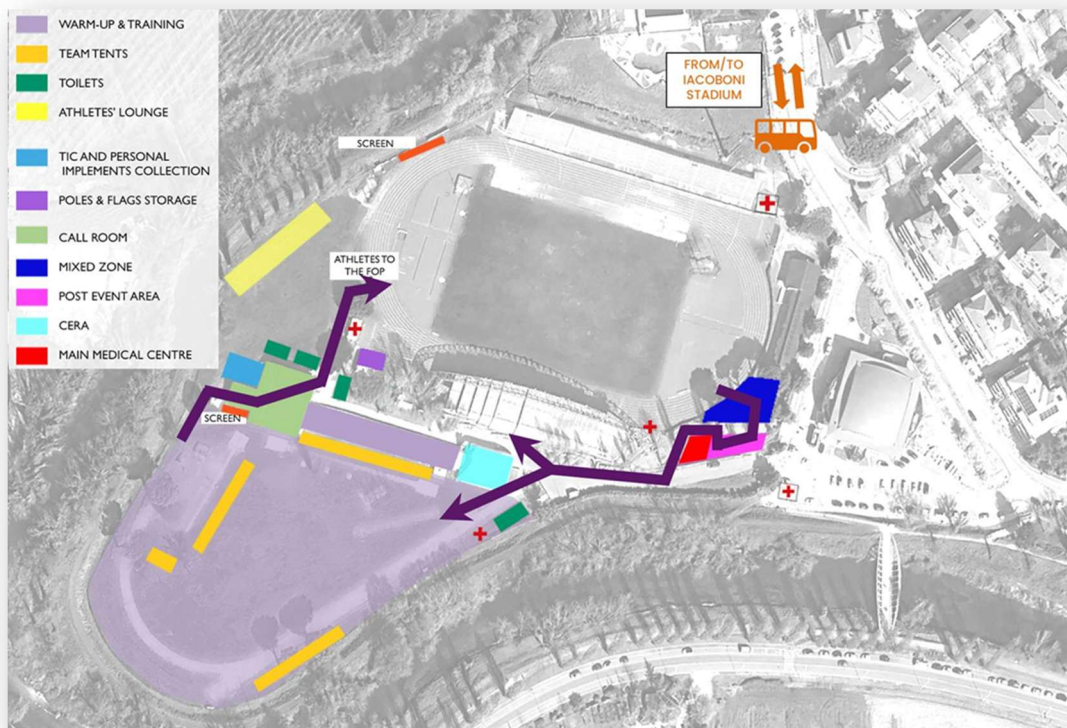 WARM-UP & TRAINING
TEAM TENTS
TOILETS
ATHLETES' LOUNGE
TIC AND PERSONAL
IMPLEMENTS COLLECTION
POLES & FLAGS STORAGE
CALL ROOM
MIXED ZONE
POST EVENT AREA
CERA
MAIN MEDICAL CENTRE
FROM/TO
IACOBONI
STADIUM
SCREEN
ATHLETES TO
THE FOP
SCREEN